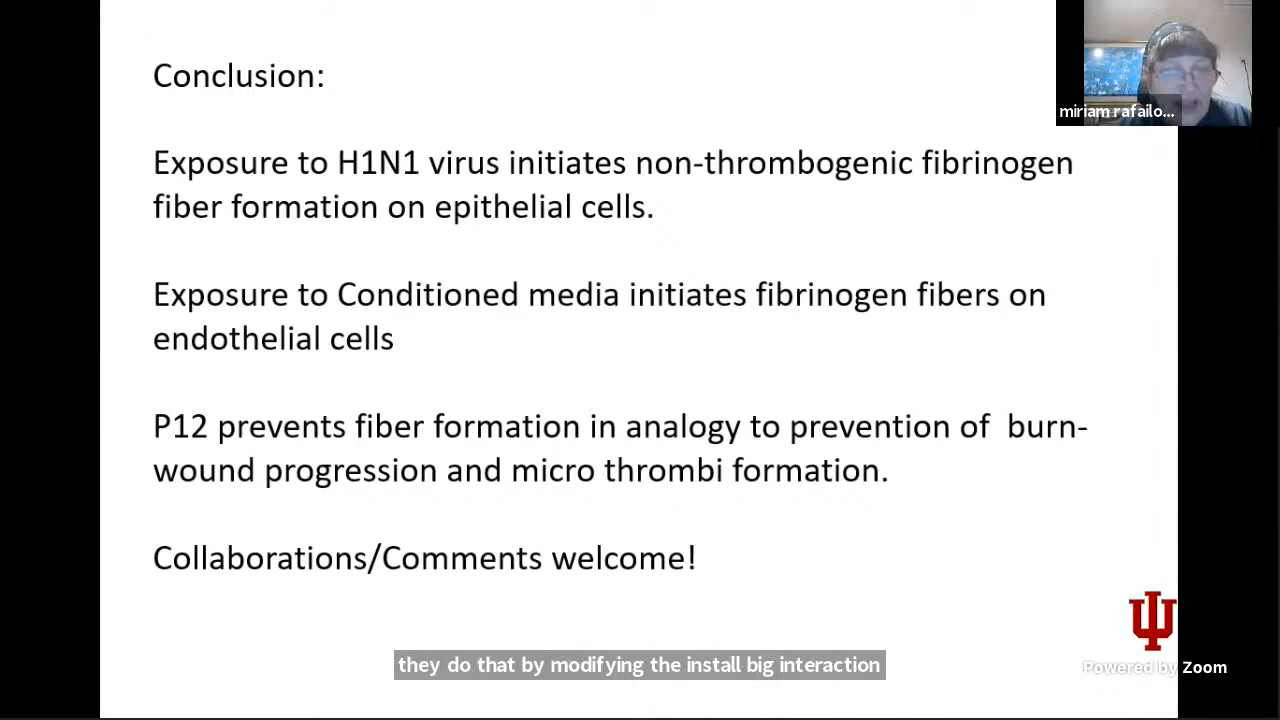 Conclusion:
miriam rafailo...
Exposure to H1N1 virus initiates non-thrombogenic fibrinogen
fiber formation on epithelial cells.
Exposure to Conditioned media initiates fibrinogen fibers on
endothelial cells
P12 prevents fiber formation in analogy to prevention of  burn-
wound progression and micro thrombi formation.
Collaborations/Comments welcome!
they do that by modifying the install big interaction
Powered by Zoom